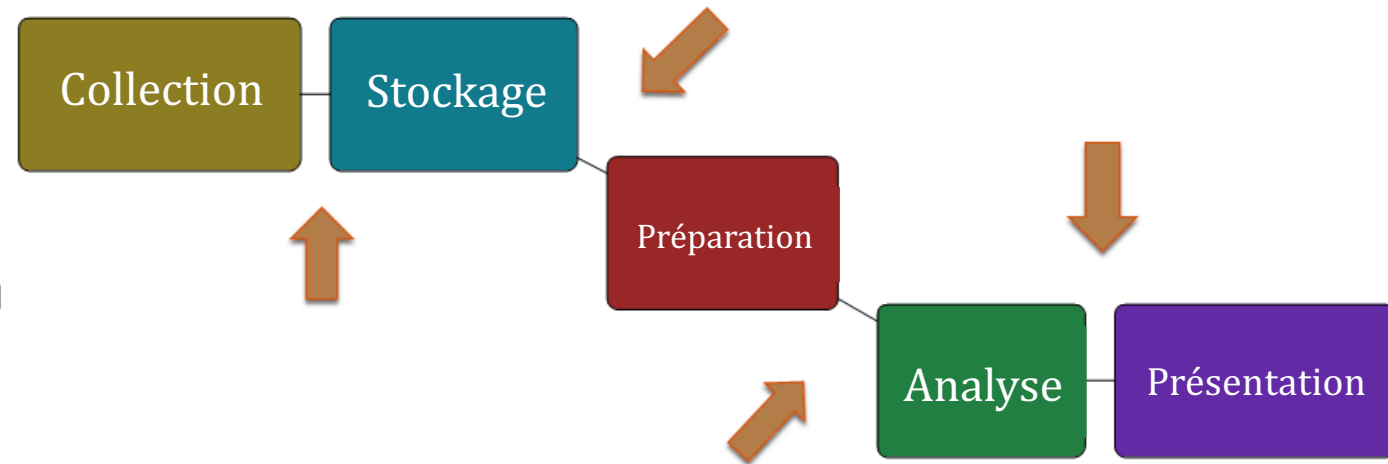 Collection
Stockage
Préparation
Analyse
Présentation